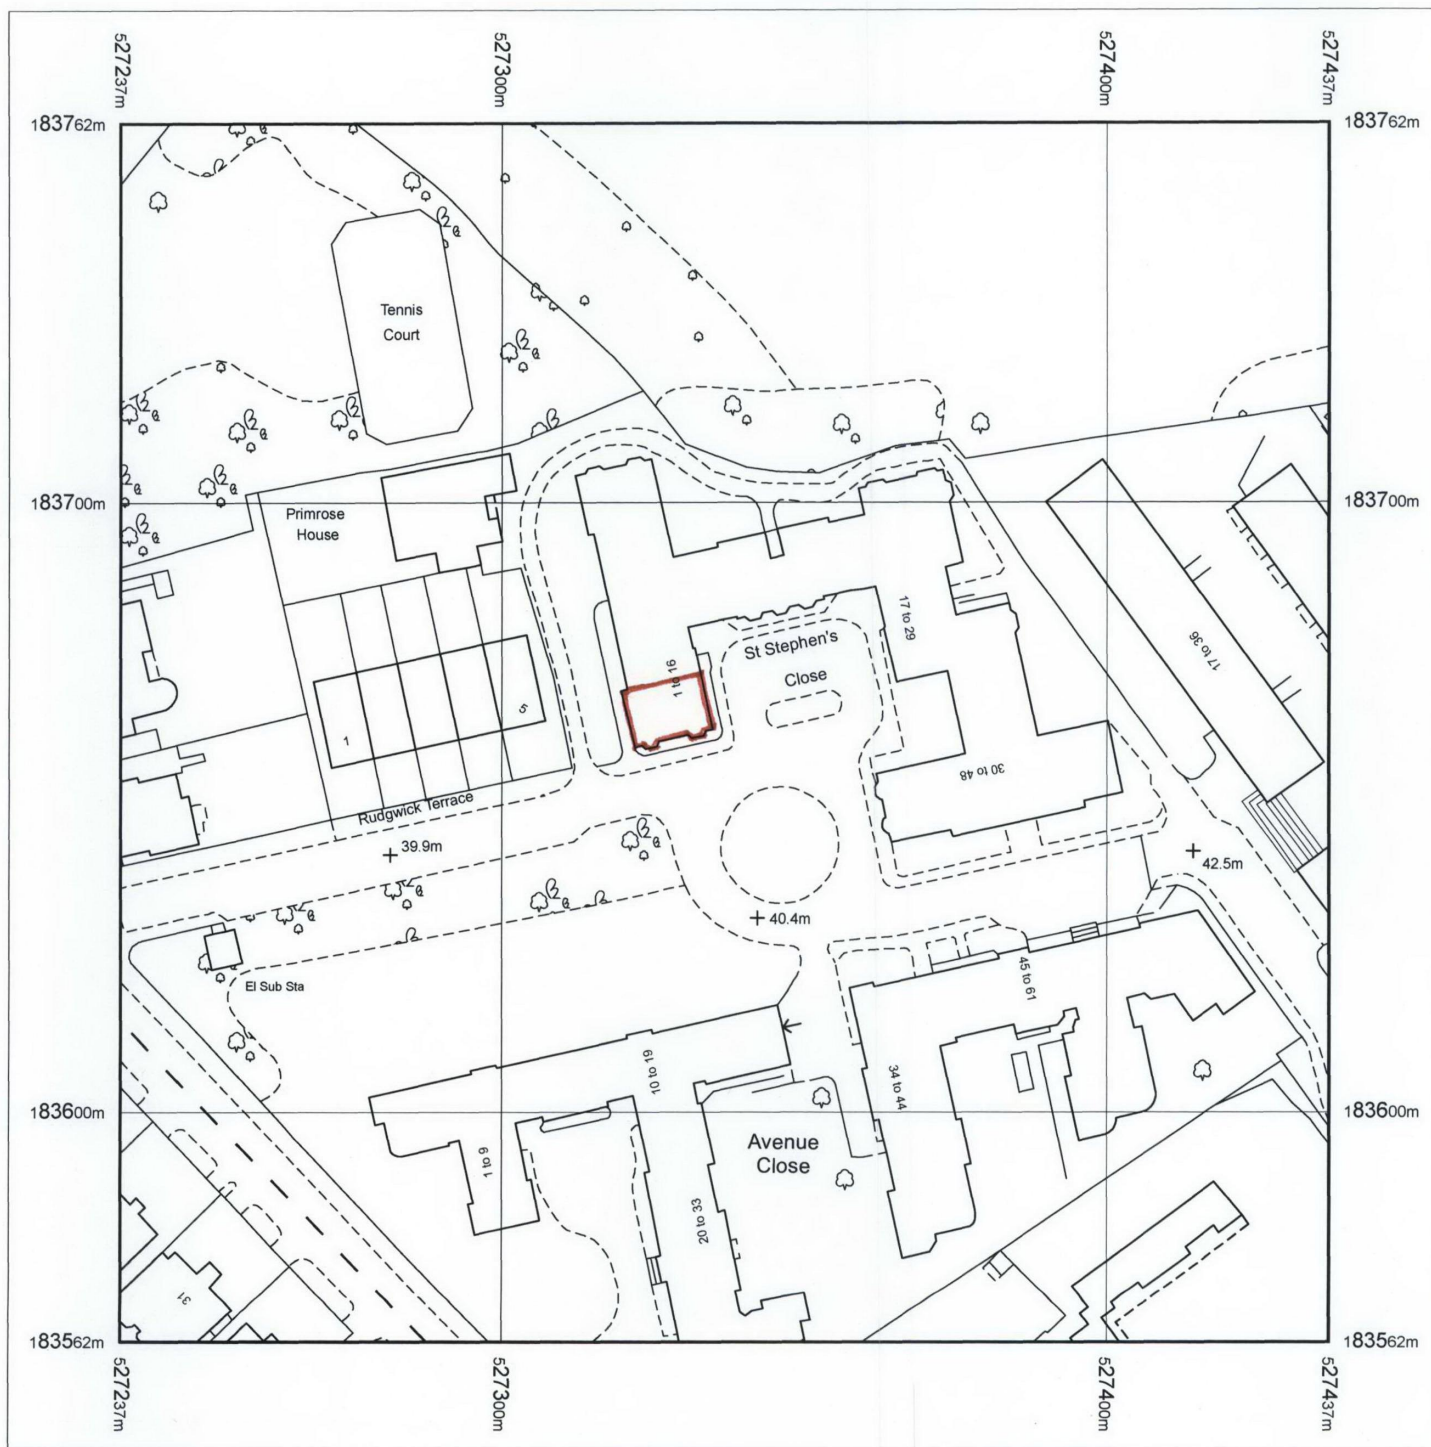 527237m
527300m
527400m
527437m
183762m
183762m
Tennis
Court
183700m
183700m
Primrose
House
17 to 29
St Stephen's
Close
17 to 36
1 to 16
1
5
30 to 48
Rudgwick Terrace
39.9m
42.5m
40.4m
El Sub Sta
45 to 61
10 to 19
34 to 44
183600m
183600m
Avenue
Close
1 to 9
20 to 33
31
183562m
183562m
527237m
527300m
527400m
527437m